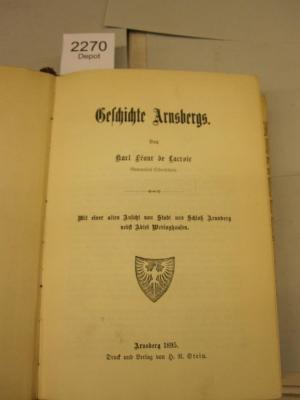 2270
Depot
Geschichte Arnsbergs.
Von
Karl Féaux de Lacroix
Mit einer alten Ansicht von Stadt und Schloß Arnsberg
nebst Abtei Wedinghausen.
Arnsberg 1895.
Druck und Verlag von H. R. Stein.